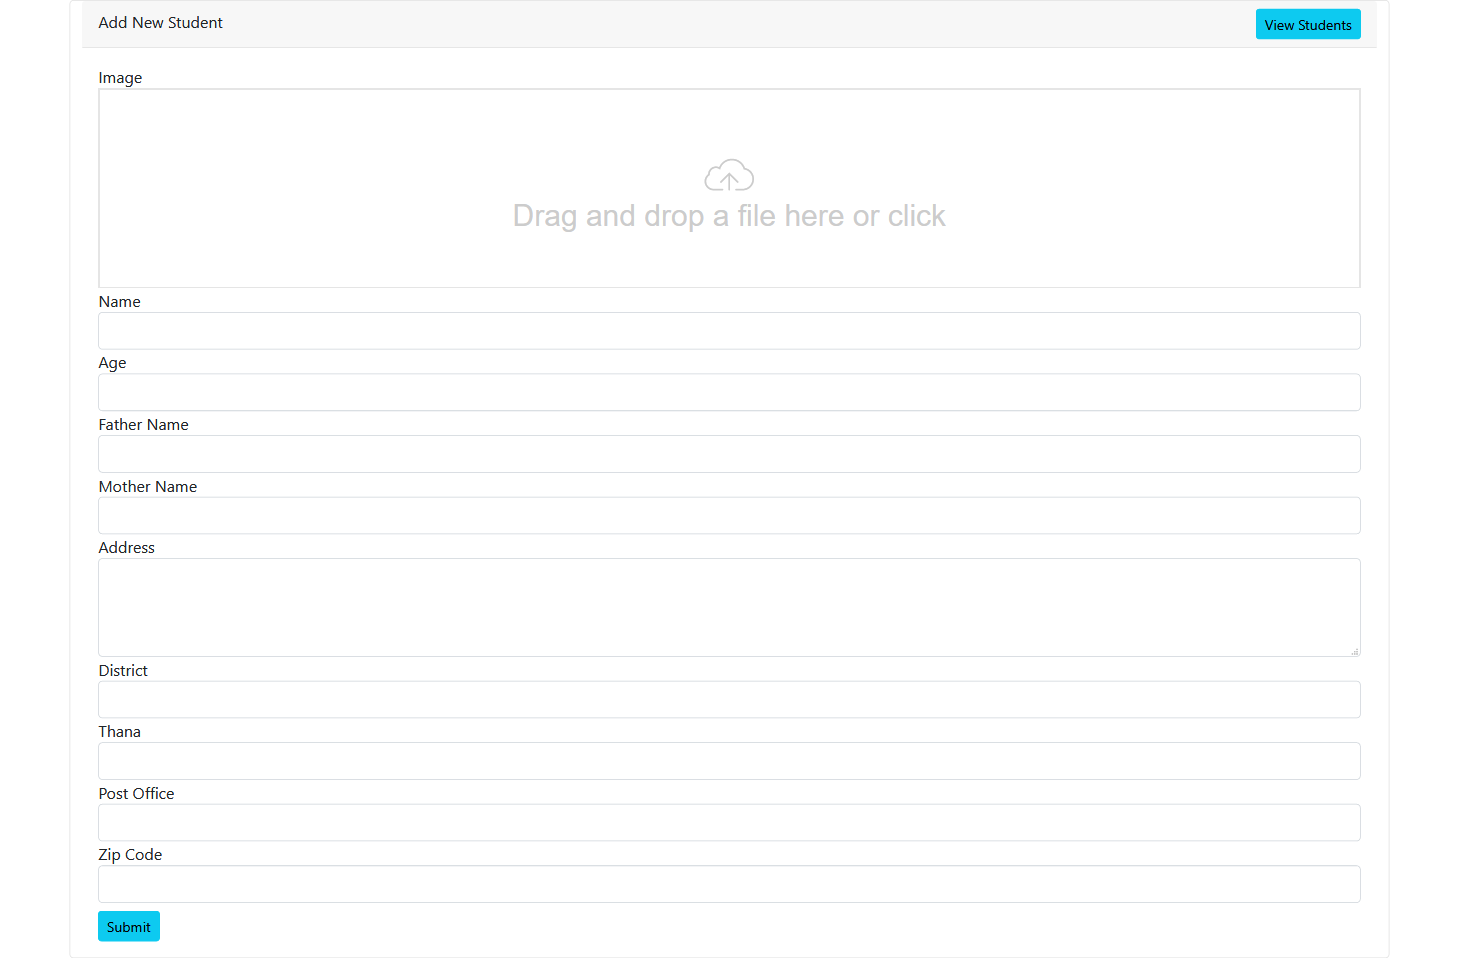 Add New Student
View Students
Image
Drag and drop a file here or click
Name
Age
Father Name
Mother Name
Address
District
Thana
Post Office
Zip Code
Submit